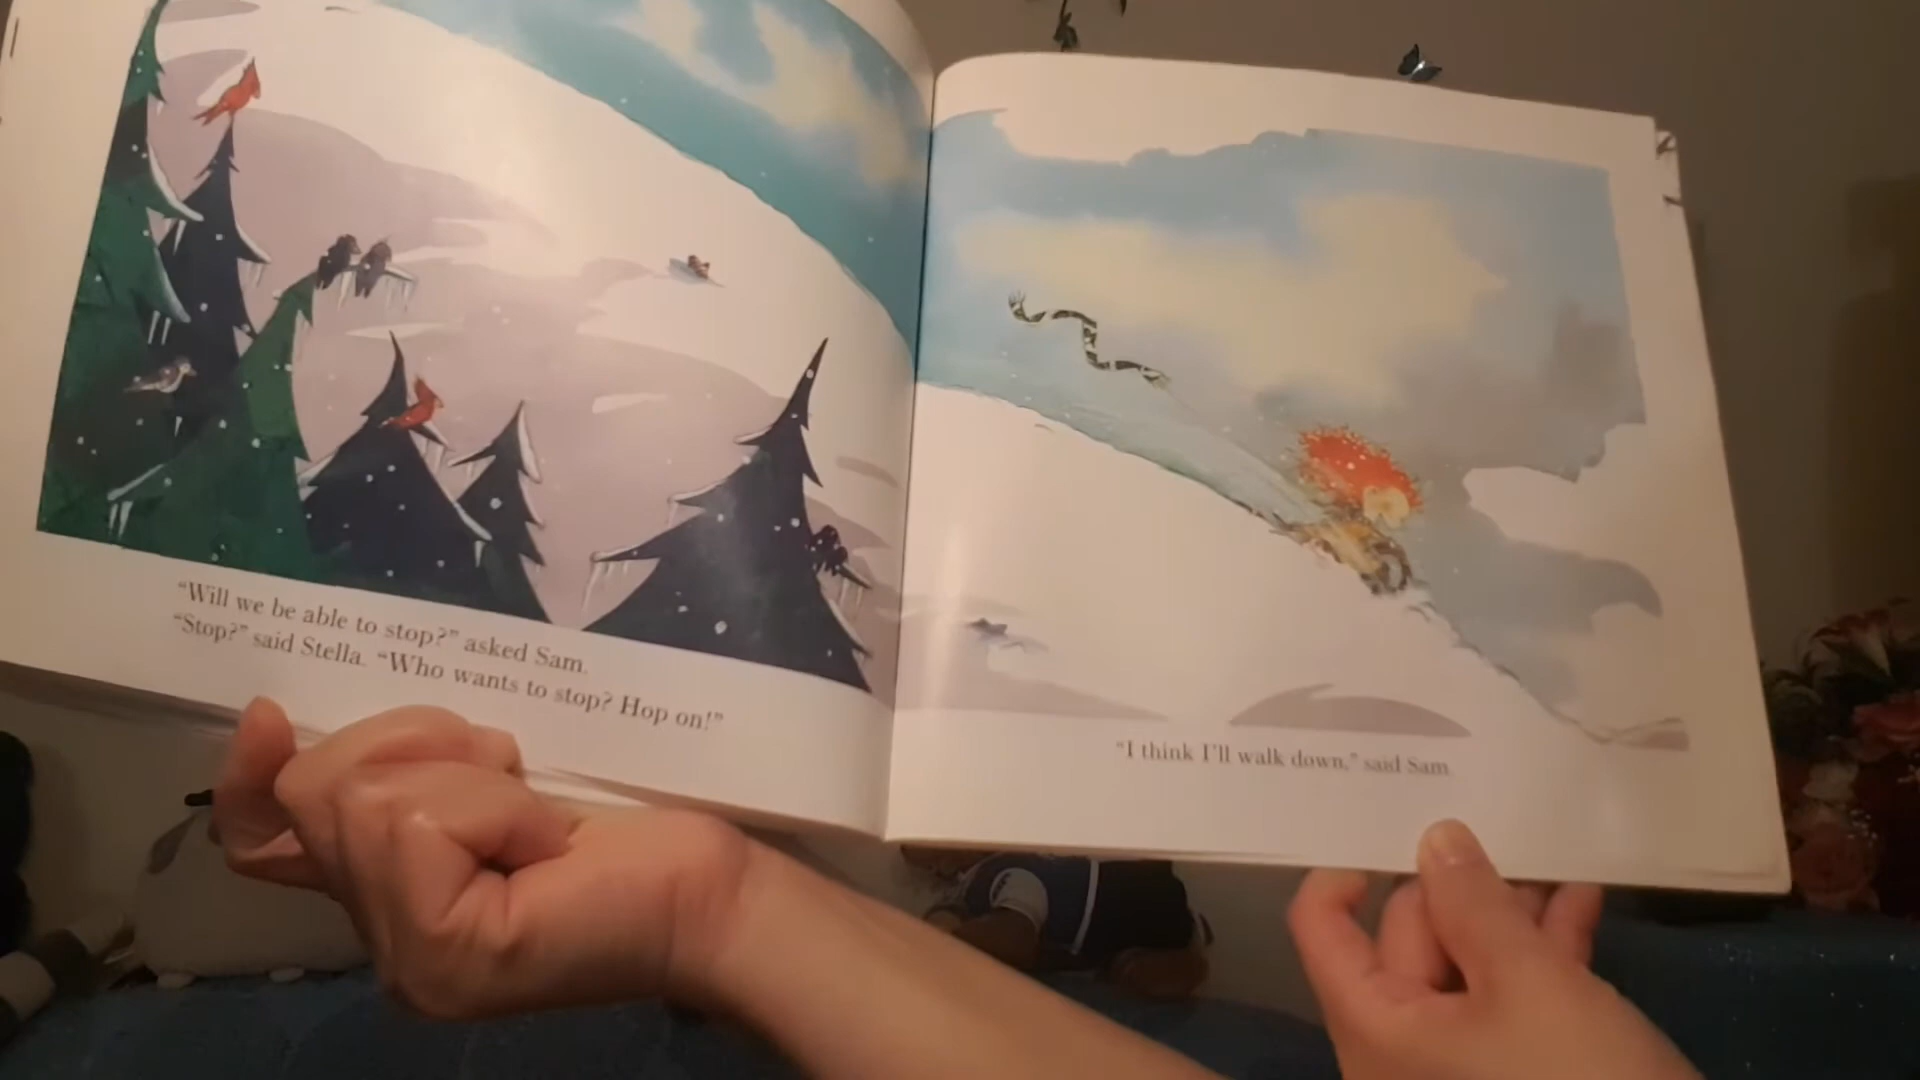 “Will we be able to stop?” asked Sam.
“Stop?” said Stella. “Who wants to stop? Hop on!”
“I think I’ll walk down,” said Sam.